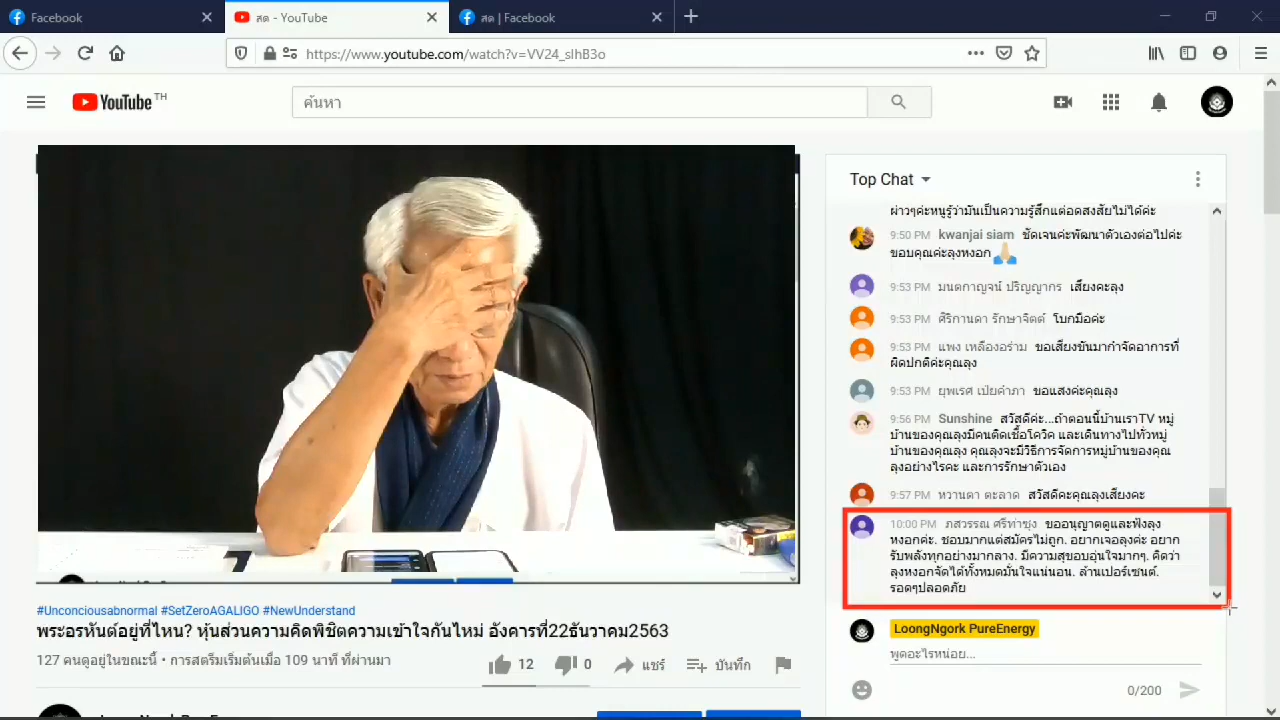 Facebook
สด - YouTube
สด | Facebook
https://www.youtube.com/watch?v=VV24_slhB3o
YouTube TH
ค้นหา
Top Chat
ผ่าวๆค่ะหนูรู้ว่ามันเป็นความรู้สึกแต่อดสงสัยไม่ได้ค่ะ
9:50 PM kwanjai siam ชัดเจนค่ะพัฒนาตัวเองต่อไปค่ะ
ขอบคุณค่ะลุงหงอก🙏
9:53 PM มนตกาญจน์ ปริญญากร เสียงคะลุง
9:53 PM ศิริกานดา รักษาจิตต์ โบกมือค่ะ
9:53 PM แพง เหลืองอร่าม ขอเสียงขันมากำจัดอาการที่
ผิดปกติค่ะคุณลุง
9:53 PM ยุพเรศ เปียคำภา ขอแสงค่ะคุณลุง
9:56 PM Sunshine สวัสดีค่ะ...ถ้าตอนนี้บ้านเราTV หมู่
บ้านของคุณลุงมีคนติดเชื้อโควิด และเดินทางไปทั่วหมู่
บ้านของคุณลุง คุณลุงจะมีวิธีการจัดการหมู่บ้านของคุณ
ลุงอย่างไรคะ และการรักษาตัวเอง
9:57 PM หวานดา ตะลาด สวัสดีคะคุณลุงเสียงคะ
10:00 PM ภสวรรณ ศรีท่าซุง ขออนุญาตดูและฟังลุง
หงอกค่ะ. ชอบมากแต่สมัครไม่ถูก. อยากเจอลุงค่ะ อยาก
รับพลังทุกอย่างมากลาง. มีความสุขอบอุ่นใจมากๆ. คิดว่า
ลุงหงอกจัดได้ทั้งหมดมั่นใจแน่นอน. ล้านเปอร์เซนต์.
รอดๆปลอดภัย
LoongNgork PureEnergy
พูดอะไรหน่อย...
0/200
#Unconciousabnormal #SetZeroAGALIGO #NewUnderstand
พระอรหันต์อยู่ที่ไหน? หุ้นส่วนความคิดพิชิตความเข้าใจกันไหม่ อังคารที่22ธันวาคม2563
127 คนดูอยู่ในขณะนี้ • การสตรีมเริ่มต้นเมื่อ 109 นาที ที่ผ่านมา
12 0 แชร์ บันทึก